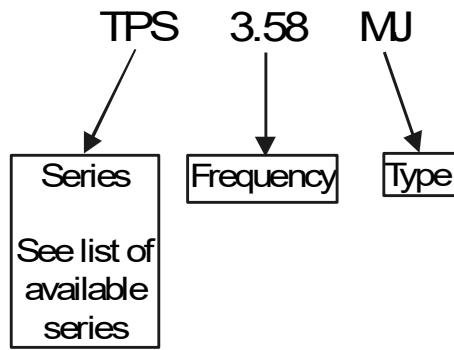 TPS 3.58 MJ
Series
See list of
available
series
Frequency
Type